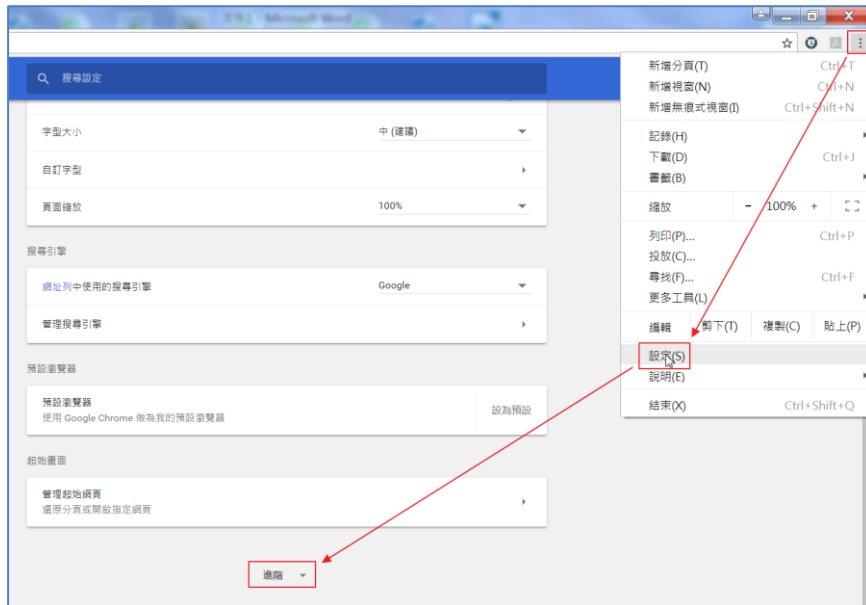 文件1 - Microsoft Word
搜尋設定
字型大小
中 (建議)
自訂字型
頁面縮放
100%
搜尋引擎
網址列中使用的搜尋引擎
Google
管理搜尋引擎
預設瀏覽器
預設瀏覽器
使用 Google Chrome 做為我的預設瀏覽器
設為預設
起始畫面
管理起始網頁
還原分頁或開啟指定網頁
進階
新增分頁(T) Ctrl+T
新增視窗(N) Ctrl+N
新增無痕式視窗(I) Ctrl+Shift+N
記錄(H)
下載(D) Ctrl+J
書籤(B)
縮放 - 100% +
列印(P)... Ctrl+P
投放(C)...
尋找(F)... Ctrl+F
更多工具(L)
編輯 剪下(T) 複製(C) 貼上(P)
設定(S)
說明(E)
結束(X) Ctrl+Shift+Q